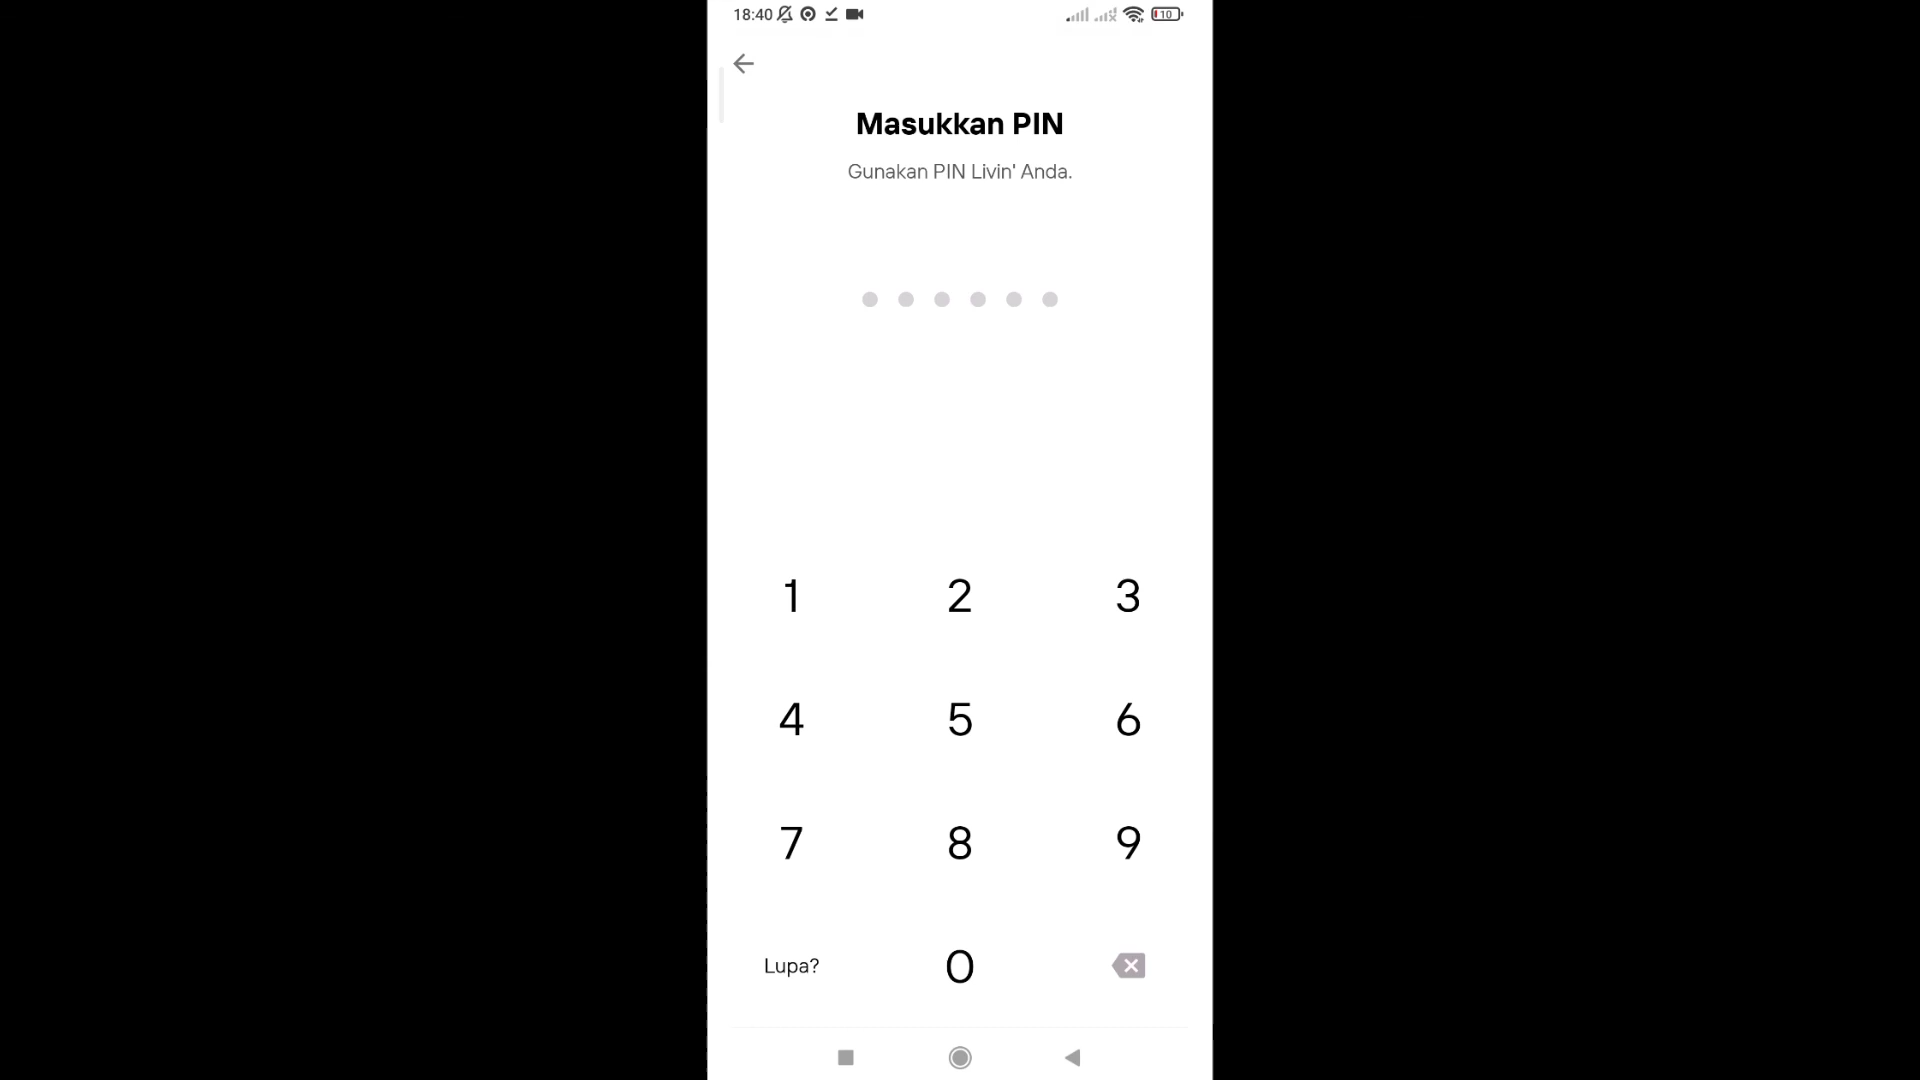 18:40 10
Masukkan PIN
Gunakan PIN Livin' Anda.
1 2 3
4 5 6
7 8 9
Lupa? 0